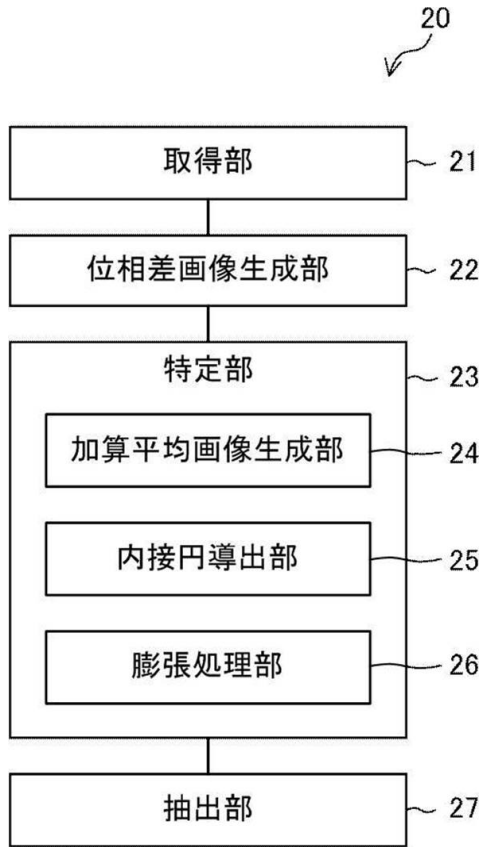 20
取得部 21
位相差画像生成部 22
特定部 23
加算平均画像生成部 24
内接円導出部 25
膨張処理部 26
抽出部 27